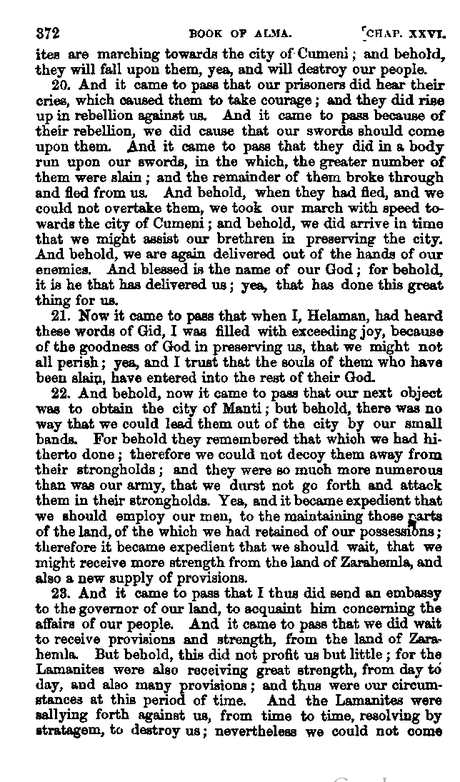 372 BOOK OF ALMA. [CHAP. XXVI.
ites are marching towards the city of Cumeni; and behold,
they will fall upon them, yea, and will destroy our people.
20. And it came to pass that our prisoners did hear their
cries, which caused them to take courage; and they did rise
up in rebellion against us. And it came to pass because of
their rebellion, we did cause that our swords should come
upon them. And it came to pass that they did in a body
run upon our swords, in the which, the greater number of
them were slain; and the remainder of them broke through
and fled from us. And behold, when they had fled, and we
could not overtake them, we took our march with speed to-
wards the city of Cumeni; and behold, we did arrive in time
that we might assist our brethren in preserving the city.
And behold, we are again delivered out of the hands of our
enemies. And blessed is the name of our God; for behold,
it is he that has delivered us; yea, that has done this great
thing for us.
21. Now it came to pass that when I, Helaman, had heard
these words of Gid, I was filled with exceeding joy, because
of the goodness of God in preserving us, that we might not
all perish; yea, and I trust that the souls of them who have
been slain, have entered into the rest of their God.
22. And behold, now it came to pass that our next object
was to obtain the city of Manti; but behold, there was no
way that we could lead them out of the city by our small
bands. For behold they remembered that which we had hi-
therto done; therefore we could not decoy them away from
their strongholds; and they were so much more numerous
than was our army, that we durst not go forth and attack
them in their strongholds. Yea, and it became expedient that
we should employ our men, to the maintaining those parts
of the land, of the which we had retained of our possessions;
therefore it became expedient that we should wait, that we
might receive more strength from the land of Zarahemla, and
also a new supply of provisions.
23. And it came to pass that I thus did send an embassy
to the governor of our land, to acquaint him concerning the
affairs of our people. And it came to pass that we did wait
to receive provisions and strength, from the land of Zara-
hemla. But behold, this did not profit us but little; for the
Lamanites were also receiving great strength, from day to
day, and also many provisions; and thus were our circum-
stances at this period of time. And the Lamanites were
sallying forth against us, from time to time, resolving by
stratagem, to destroy us; nevertheless we could not come